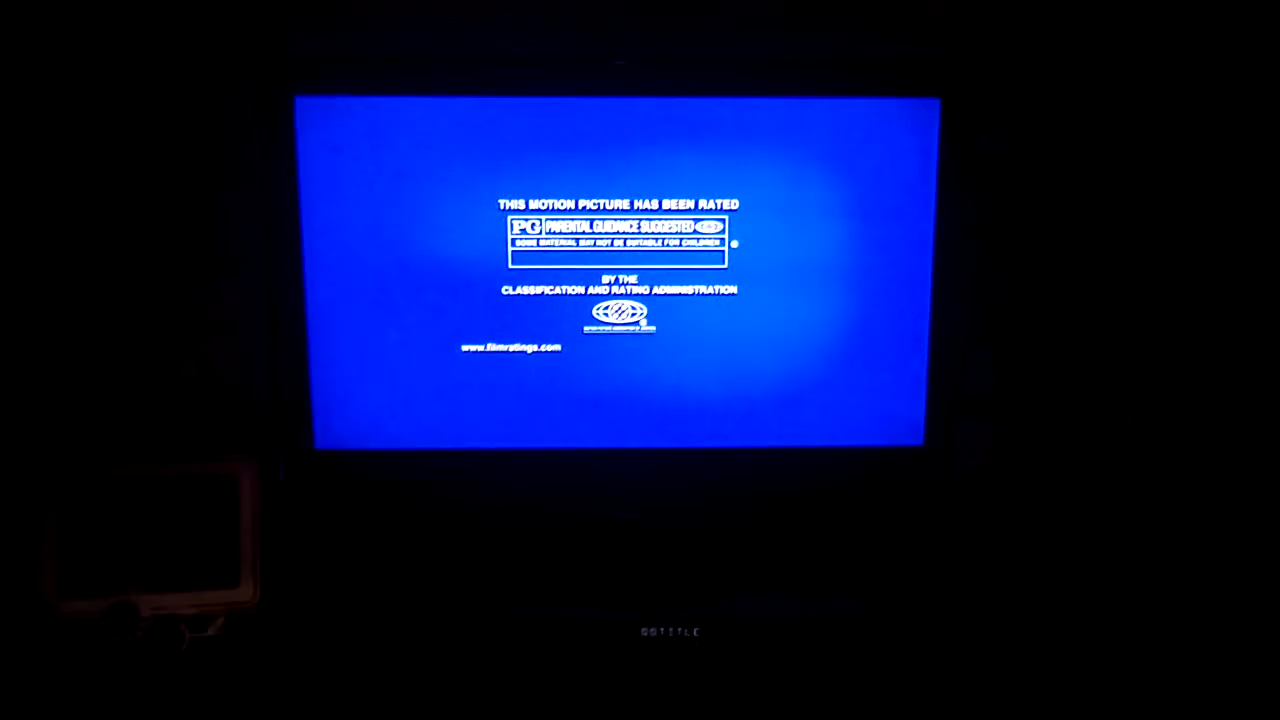 THIS MOTION PICTURE HAS BEEN RATED
PG PARENTAL GUIDANCE SUGGESTED
SOME MATERIAL MAY NOT BE SUITABLE FOR CHILDREN ®
BY THE
CLASSIFICATION AND RATING ADMINISTRATION
®
www.filmratings.com
TITLE